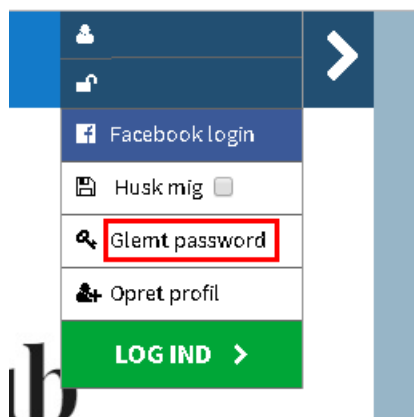 Facebook login
Husk mig
Glemt password
Opret profil
LOG IND